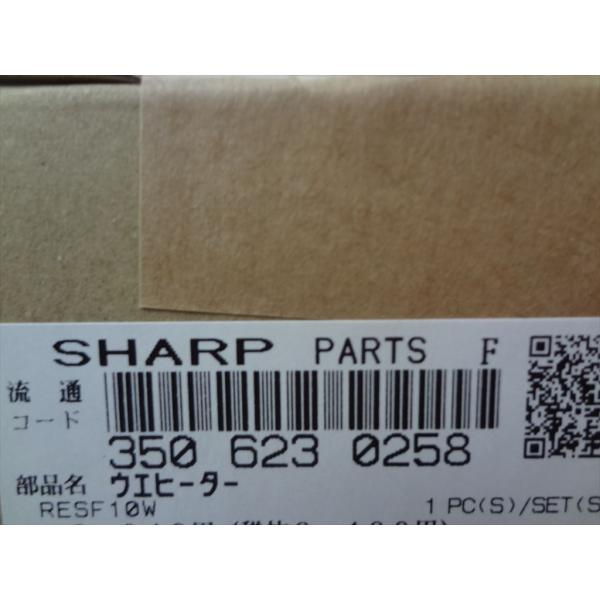 SHARP PARTS F
流通
コード
350 623 0258
部品名 ウエヒーター
RESF10W 1 PC(S)/SET(S